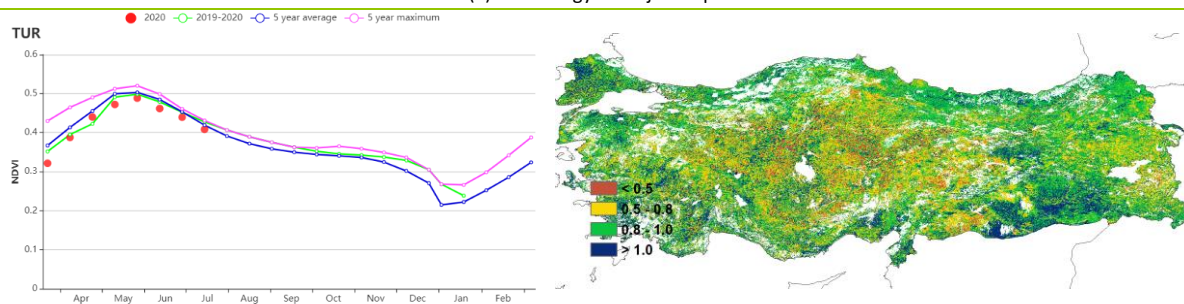 2020 2019-2020 5 year average 5 year maximum
TUR
0.6
0.5
0.4
0.3
0.2
0.1
0
NDVI
Apr May Jun Jul Aug Sep Oct Nov Dec Jan Feb
< 0.5
0.5 - 0.8
0.8 - 1.0
> 1.0